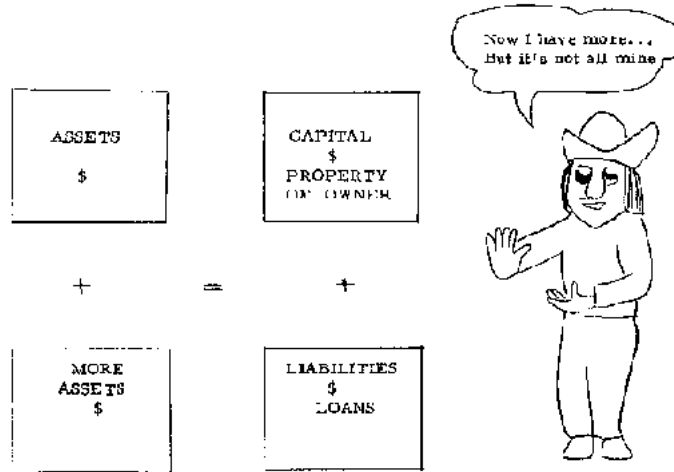 Now I have more...
But it's not all mine
ASSETS
$
CAPITAL
$
PROPERTY
OF OWNER
+
=
+
MORE
ASSETS
$
LIABILITIES
$
LOANS